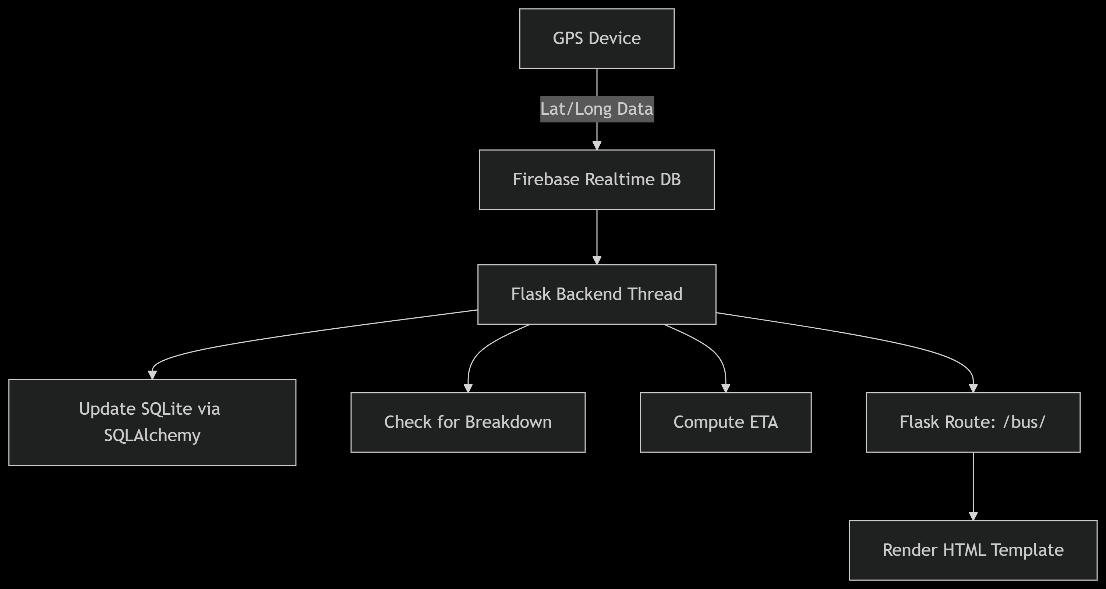 GPS Device
Lat/Long Data
Firebase Realtime DB
Flask Backend Thread
Update SQLite via
SQLAlchemy
Check for Breakdown
Compute ETA
Flask Route: /bus/
Render HTML Template